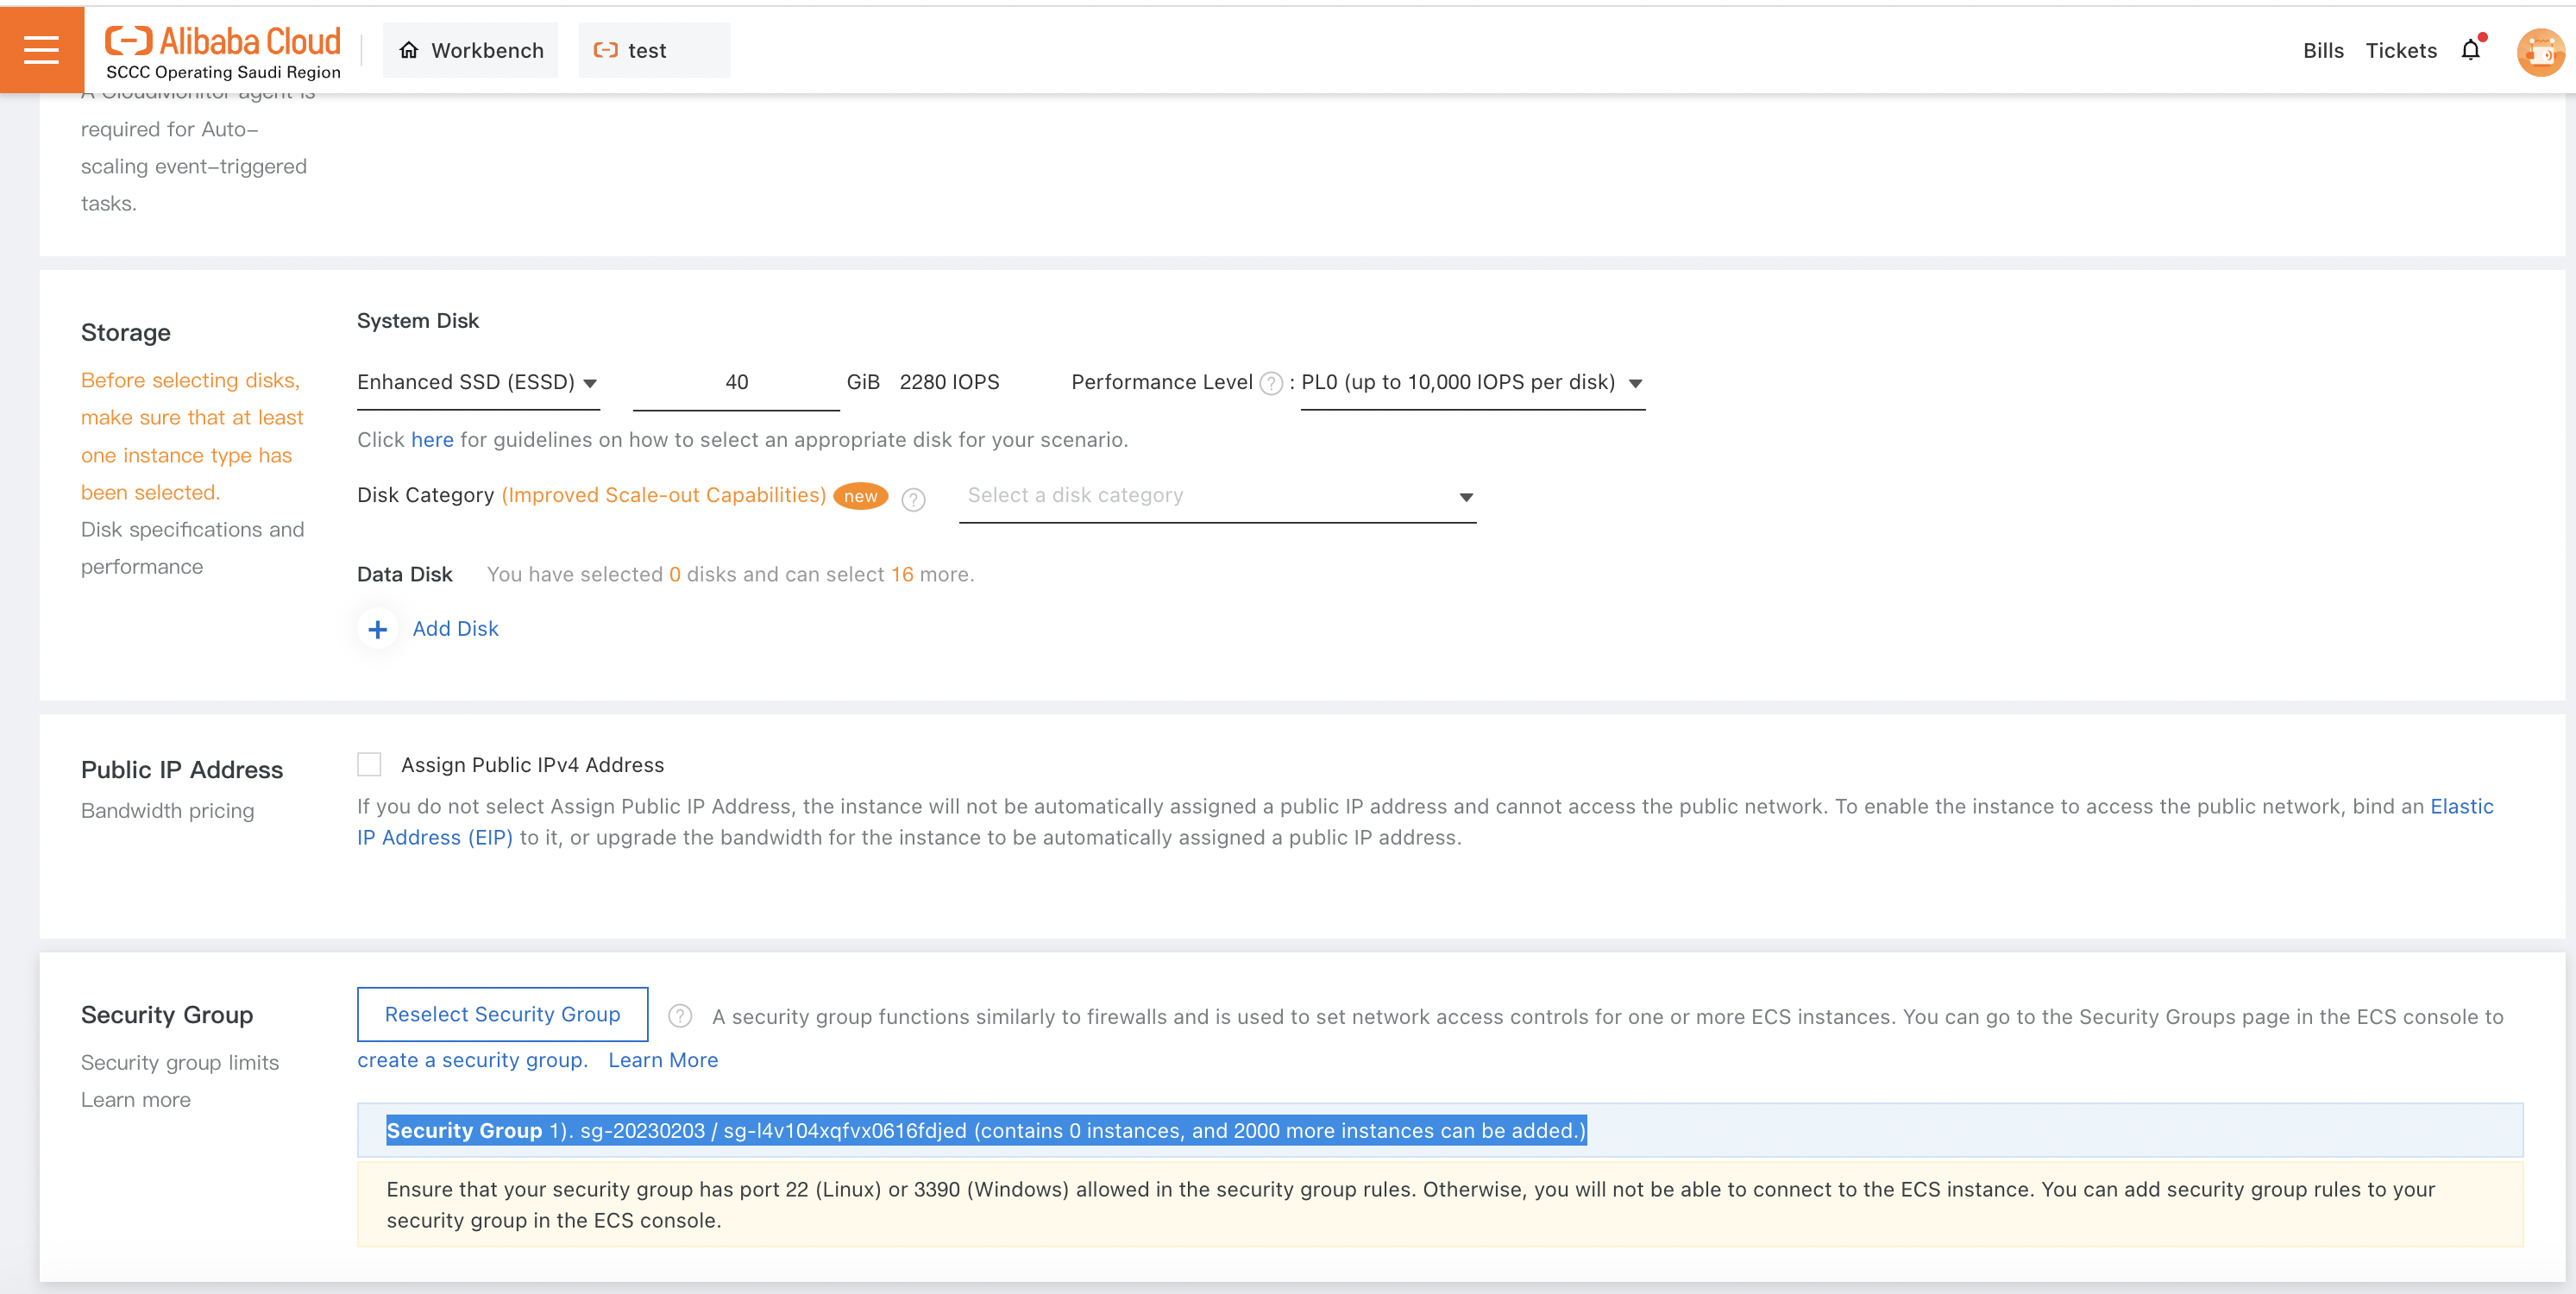 Alibaba Cloud
SCCC Operating Saudi Region
Workbench
test
Bills
Tickets
A CloudMonitor agent is
required for Auto-
scaling event-triggered
tasks.
Storage
Before selecting disks,
make sure that at least
one instance type has
been selected.
Disk specifications and
performance
System Disk
Enhanced SSD (ESSD) 40 GiB 2280 IOPS Performance Level ? : PL0 (up to 10,000 IOPS per disk)
Click here for guidelines on how to select an appropriate disk for your scenario.
Disk Category (Improved Scale-out Capabilities) new ? Select a disk category
Data Disk You have selected 0 disks and can select 16 more.
+ Add Disk
Public IP Address
Bandwidth pricing
Assign Public IPv4 Address
If you do not select Assign Public IP Address, the instance will not be automatically assigned a public IP address and cannot access the public network. To enable the instance to access the public network, bind an Elastic
IP Address (EIP) to it, or upgrade the bandwidth for the instance to be automatically assigned a public IP address.
Security Group
Security group limits
Learn more
Reselect Security Group ? A security group functions similarly to firewalls and is used to set network access controls for one or more ECS instances. You can go to the Security Groups page in the ECS console to
create a security group. Learn More
Security Group 1). sg-20230203 / sg-l4v104xqfvx0616fdjed (contains 0 instances, and 2000 more instances can be added.)
Ensure that your security group has port 22 (Linux) or 3390 (Windows) allowed in the security group rules. Otherwise, you will not be able to connect to the ECS instance. You can add security group rules to your
security group in the ECS console.